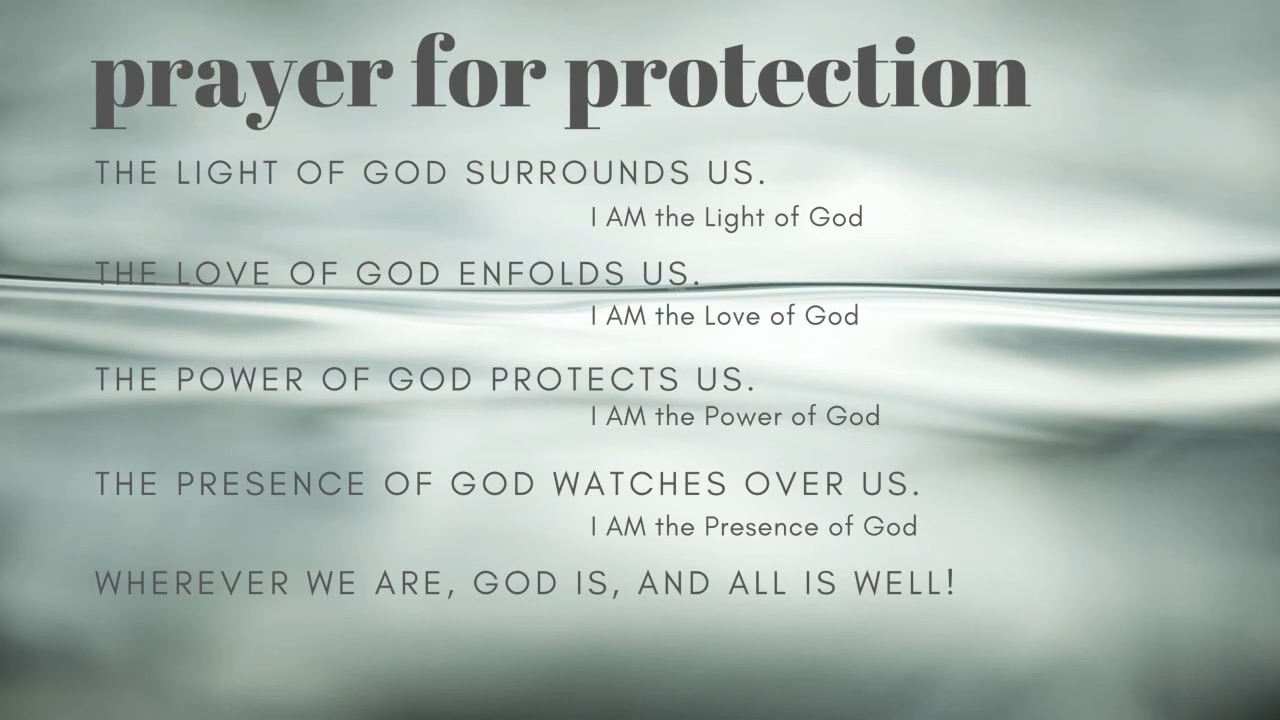 prayer for protection
THE LIGHT OF GOD SURROUNDS US.
I AM the Light of God
THE LOVE OF GOD ENFOLDS US.
I AM the Love of God
THE POWER OF GOD PROTECTS US.
I AM the Power of God
THE PRESENCE OF GOD WATCHES OVER US.
I AM the Presence of God
WHEREVER WE ARE, GOD IS, AND ALL IS WELL!